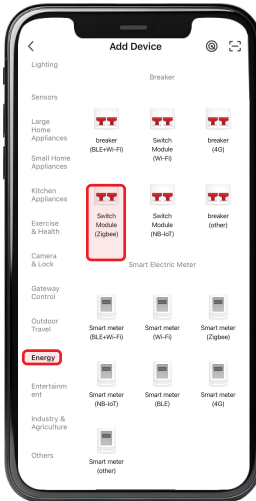 Add Device
Lighting
Sensors
Large
Home
Appliances
Small Home
Appliances
Kitchen
Appliances
Exercise
& Health
Camera
& Lock
Gateway
Control
Outdoor
Travel
Energy
Entertainm
ent
Industry &
Agriculture
Others
Breaker
breaker
(BLE+Wi-Fi)
Switch
Module
(Wi-Fi)
breaker
(4G)
Switch
Module
(Zigbee)
Switch
Module
(NB-IoT)
breaker
(other)
Smart Electric Meter
Smart meter
(BLE+Wi-Fi)
Smart meter
(Wi-Fi)
Smart meter
(Zigbee)
Smart meter
(NB-IoT)
Smart meter
(BLE)
Smart meter
(4G)
Smart meter
(other)